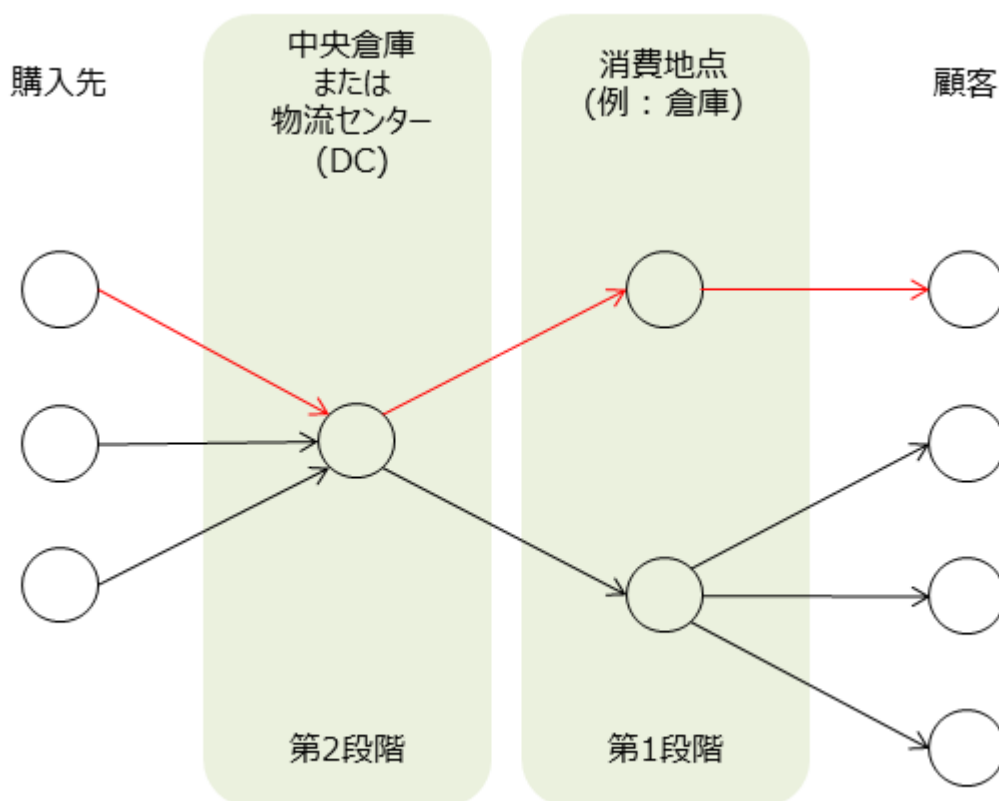 購入先
中央倉庫
または
物流センター
(DC)
消費地点
(例：倉庫)
顧客
第2段階
第1段階